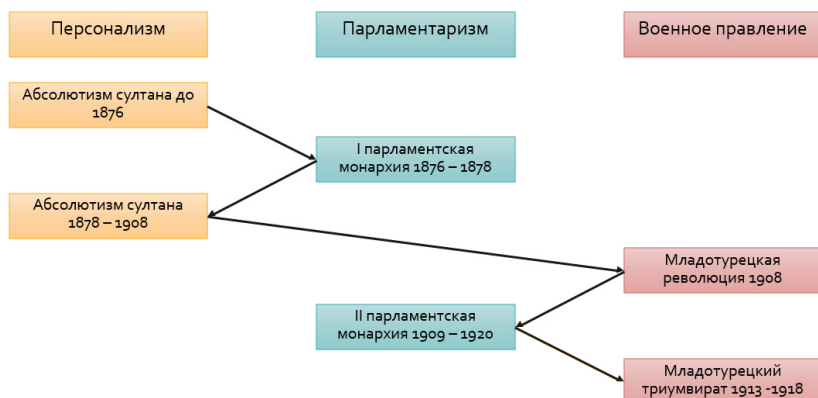 Персонализм
Парламентаризм
Военное правление
Абсолютизм султана до
1876
I парламентская
монархия 1876 – 1878
Абсолютизм султана
1878 – 1908
Младотурецкая
революция 1908
II парламентская
монархия 1909 – 1920
Младотурецкий
триумвират 1913 -1918